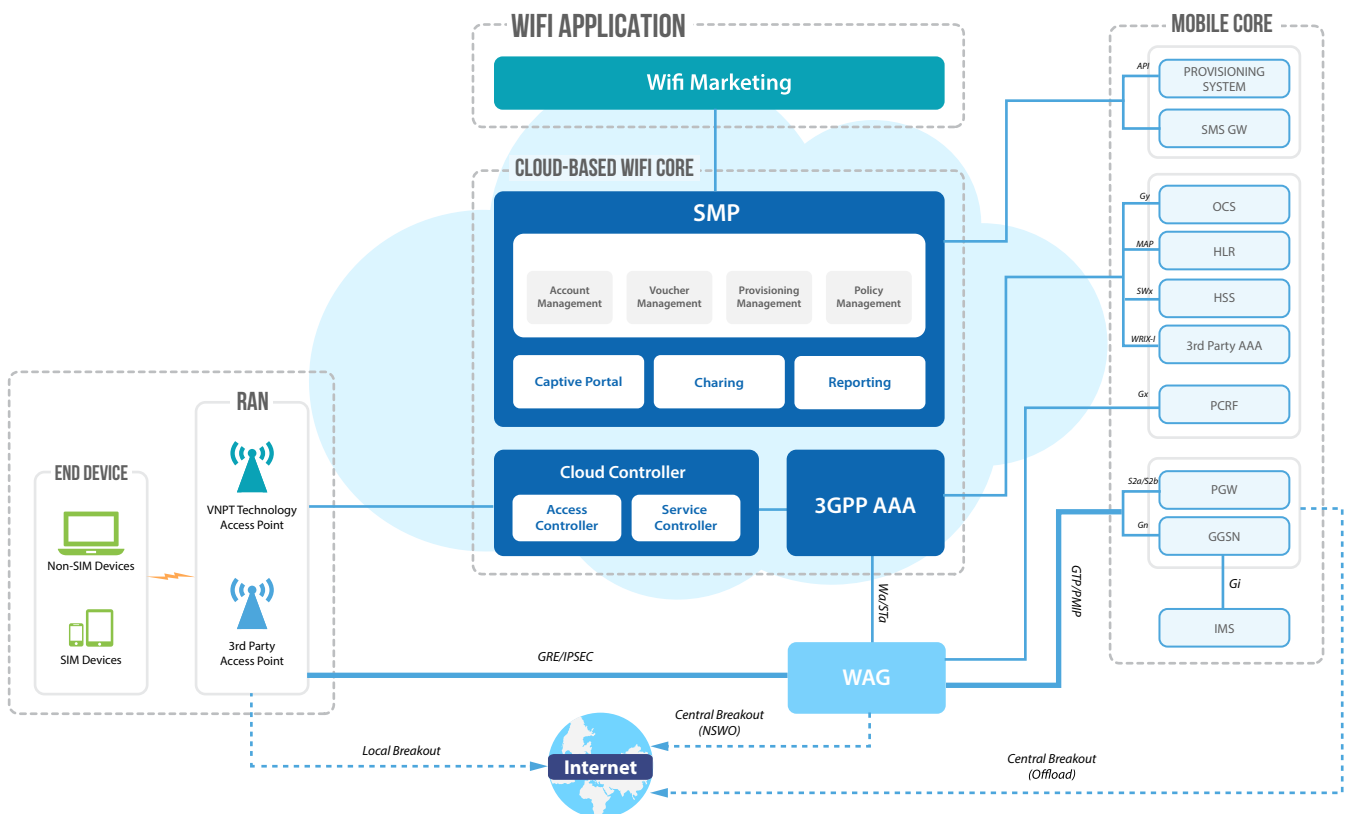 WIFI APPLICATION
Wifi Marketing
CLOUD-BASED WIFI CORE
SMP
Account
Management
Voucher
Management
Provisioning
Management
Policy
Management
Captive Portal
Charing
Reporting
Cloud Controller
Access
Controller
Service
Controller
3GPP AAA
MOBILE CORE
API
PROVISIONING
SYSTEM
SMS GW
Gy
OCS
MAP
HLR
SWx
HSS
WRIX-I
3rd Party AAA
Gx
PCRF
S2a/S2b
PGW
Gn
GGSN
Gi
IMS
RAN
VNPT Technology
Access Point
3rd Party
Access Point
END DEVICE
Non-SIM Devices
SIM Devices
Wa/STa
GTP/PMIP
GRE/IPSEC
WAG
Central Breakout
(NSWO)
Local Breakout
Internet
Central Breakout
(Offload)